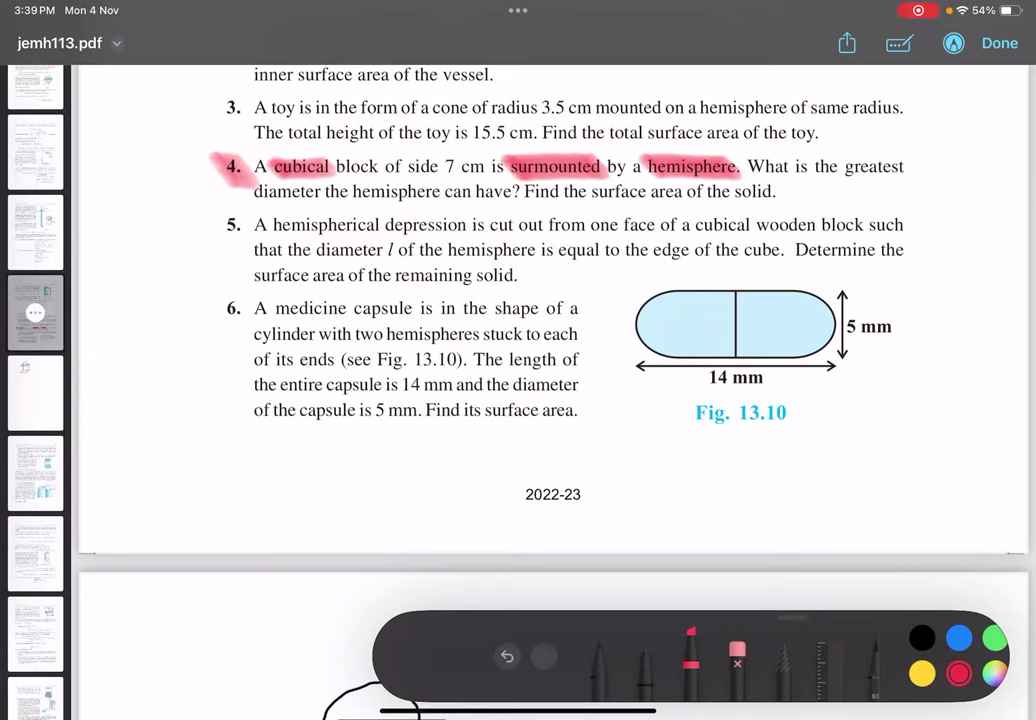 3:39 PM Mon 4 Nov
54%
jemh113.pdf
Done
inner surface area of the vessel.
3. A toy is in the form of a cone of radius 3.5 cm mounted on a hemisphere of same radius.
The total height of the toy is 15.5 cm. Find the total surface area of the toy.
4. A cubical block of side 7 cm is surmounted by a hemisphere. What is the greatest
diameter the hemisphere can have? Find the surface area of the solid.
5. A hemispherical depression is cut out from one face of a cubical wooden block such
that the diameter l of the hemisphere is equal to the edge of the cube. Determine the
surface area of the remaining solid.
6. A medicine capsule is in the shape of a
cylinder with two hemispheres stuck to each
of its ends (see Fig. 13.10). The length of
the entire capsule is 14 mm and the diameter
of the capsule is 5 mm. Find its surface area.
5 mm
14 mm
Fig. 13.10
2022-23